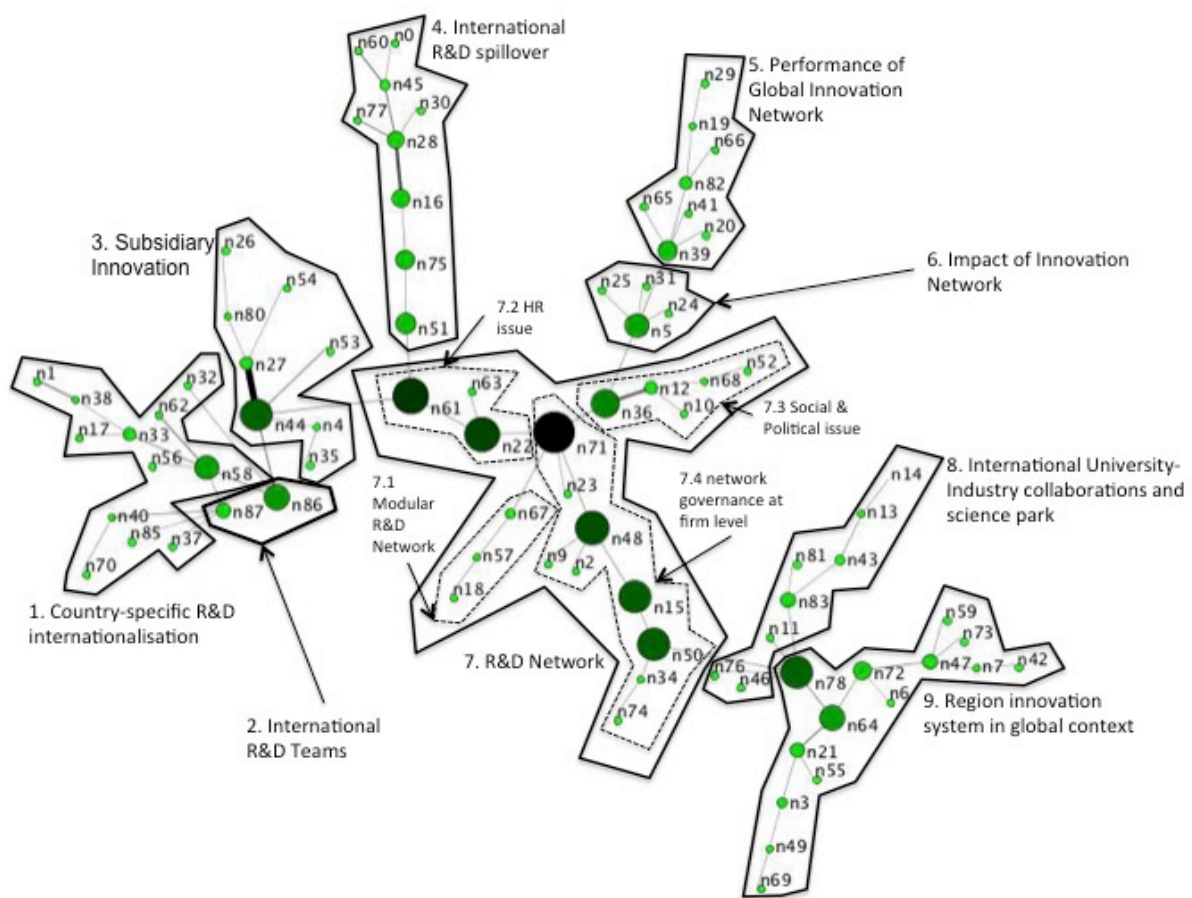 4. International
R&D spillover
n60
n0
n45
n30
n77
n28
n16
n75
n51
5. Performance of
Global Innovation
Network
n29
n19
n66
n82
n65
n41
n20
n39
6. Impact of Innovation
Network
n25
n31
n24
n5
3. Subsidiary
Innovation
n26
n54
n80
n53
n27
n44
n4
n35
7.2 HR
issue
n63
n61
n22
n71
n52
n12
n68
n10
n36
7.3 Social &
Political issue
n1
n38
n32
n62
n17
n33
n56
n58
n86
n87
n40
n85
n37
n70
1. Country-specific R&D
internationalisation
2. International
R&D Teams
7.1
Modular
R&D
Network
n67
n57
n18
n23
n48
n9
n2
7.4 network
governance at
firm level
n15
n50
n34
n74
7. R&D Network
8. International University-
Industry collaborations and
science park
n14
n13
n81
n43
n83
n11
n76
n46
n78
n59
n73
n72
n47
n7
n42
n6
n64
9. Region innovation
system in global context
n21
n55
n3
n49
n69